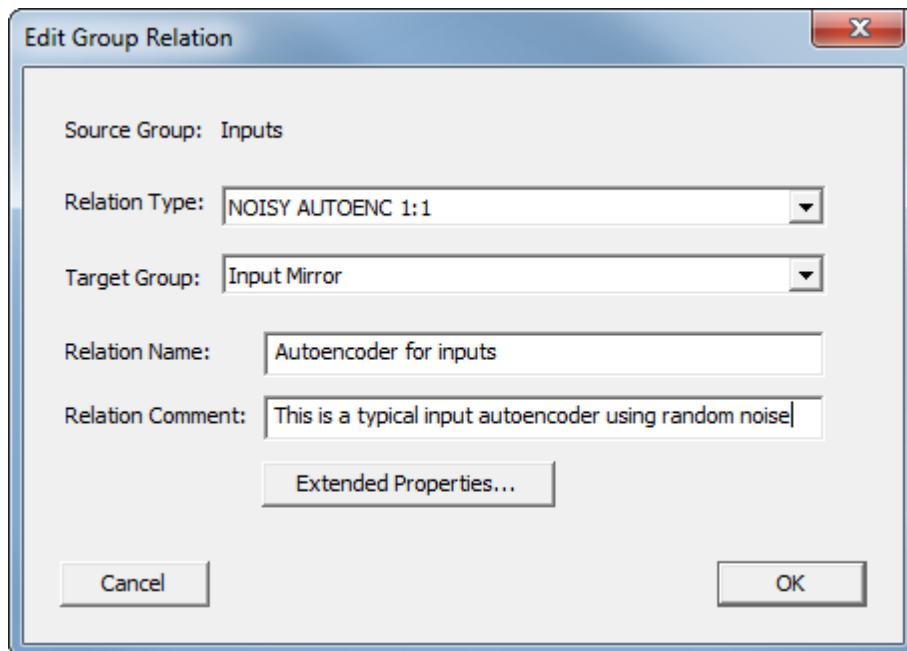 Edit Group Relation
Source Group: Inputs
Relation Type: NOISY AUTOENC 1:1
Target Group: Input Mirror
Relation Name: Autoencoder for inputs
Relation Comment: This is a typical input autoencoder using random noise
Extended Properties...
Cancel OK